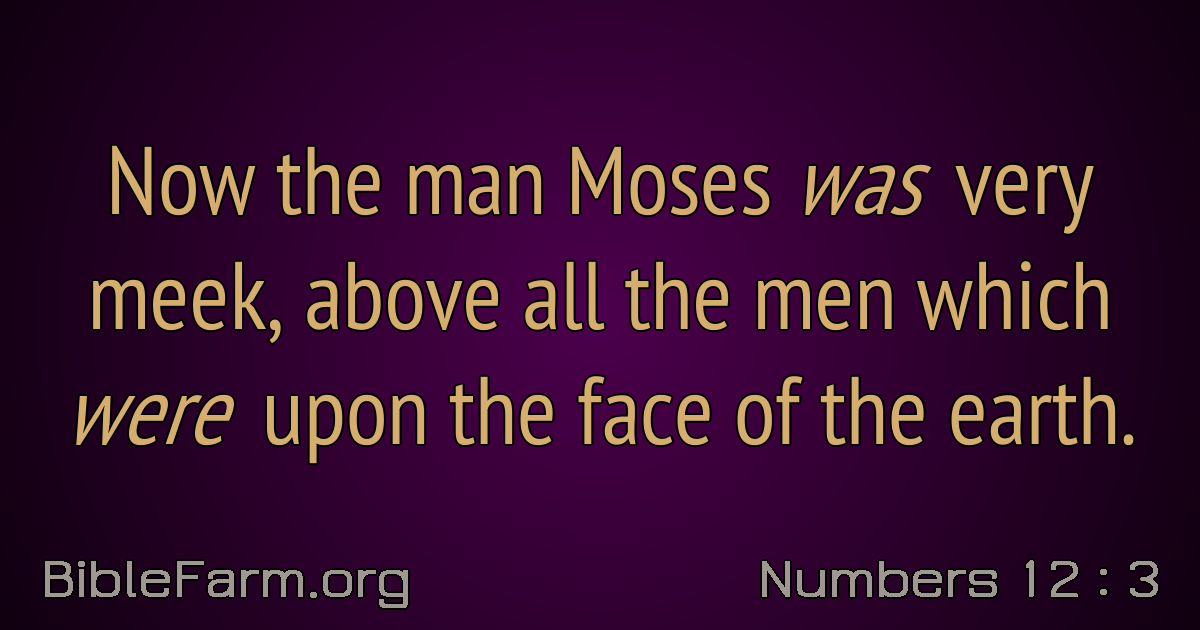 Now the man Moses was very
meek, above all the men which
were upon the face of the earth.
BibleFarm.org
Numbers 12 : 3